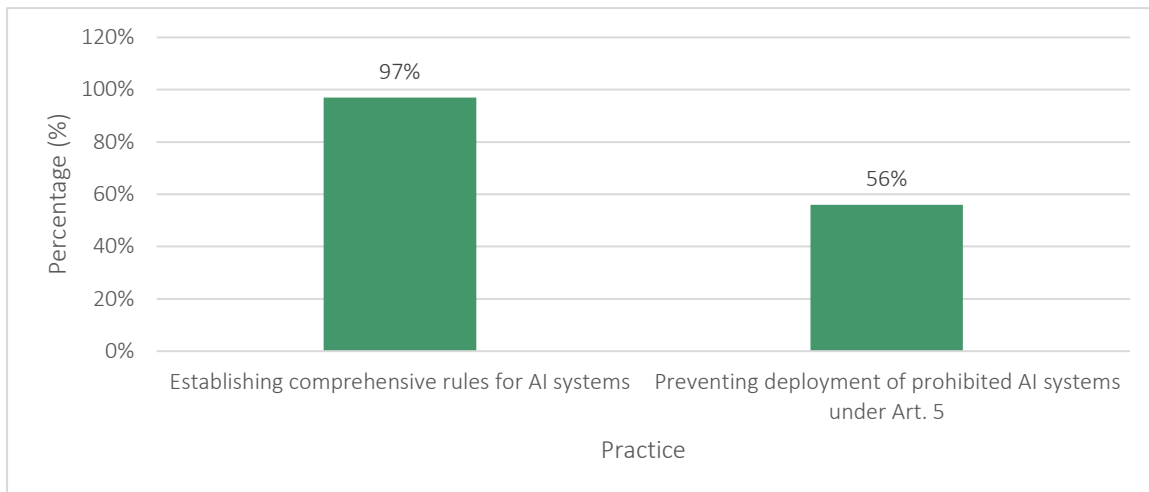 120%
97%
100%
80%
56%
60%
40%
20%
0%
Percentage (%)
Establishing comprehensive rules for AI systems
Preventing deployment of prohibited AI systems
under Art. 5
Practice